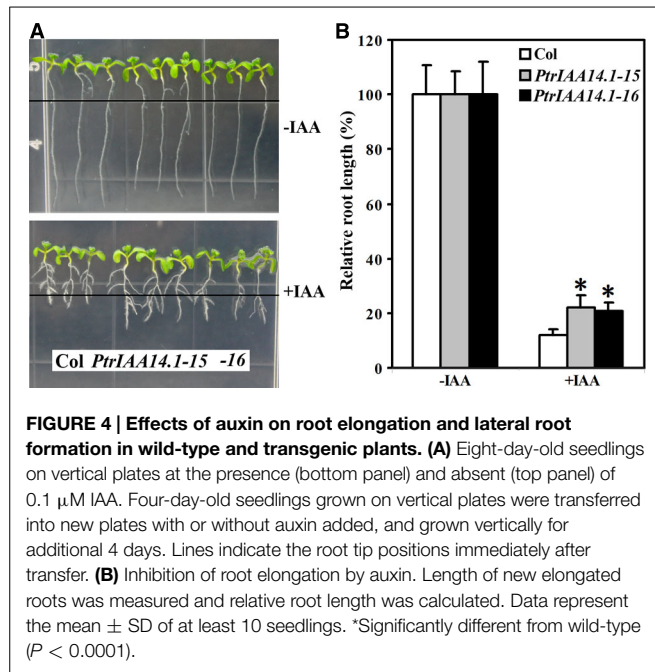 A
-IAA
+IAA
Col PtrIAA14.1-15 -16
B
Relative root length (%)
120
100
80
60
40
20
0
Col
PtrIAA14.1-15
PtrIAA14.1-16
* *
-IAA +IAA
FIGURE 4 | Effects of auxin on root elongation and lateral root
formation in wild-type and transgenic plants. (A) Eight-day-old seedlings
on vertical plates at the presence (bottom panel) and absent (top panel) of
0.1 μM IAA. Four-day-old seedlings grown on vertical plates were transferred
into new plates with or without auxin added, and grown vertically for
additional 4 days. Lines indicate the root tip positions immediately after
transfer. (B) Inhibition of root elongation by auxin. Length of new elongated
roots was measured and relative root length was calculated. Data represent
the mean ± SD of at least 10 seedlings. *Significantly different from wild-type
(P < 0.0001).